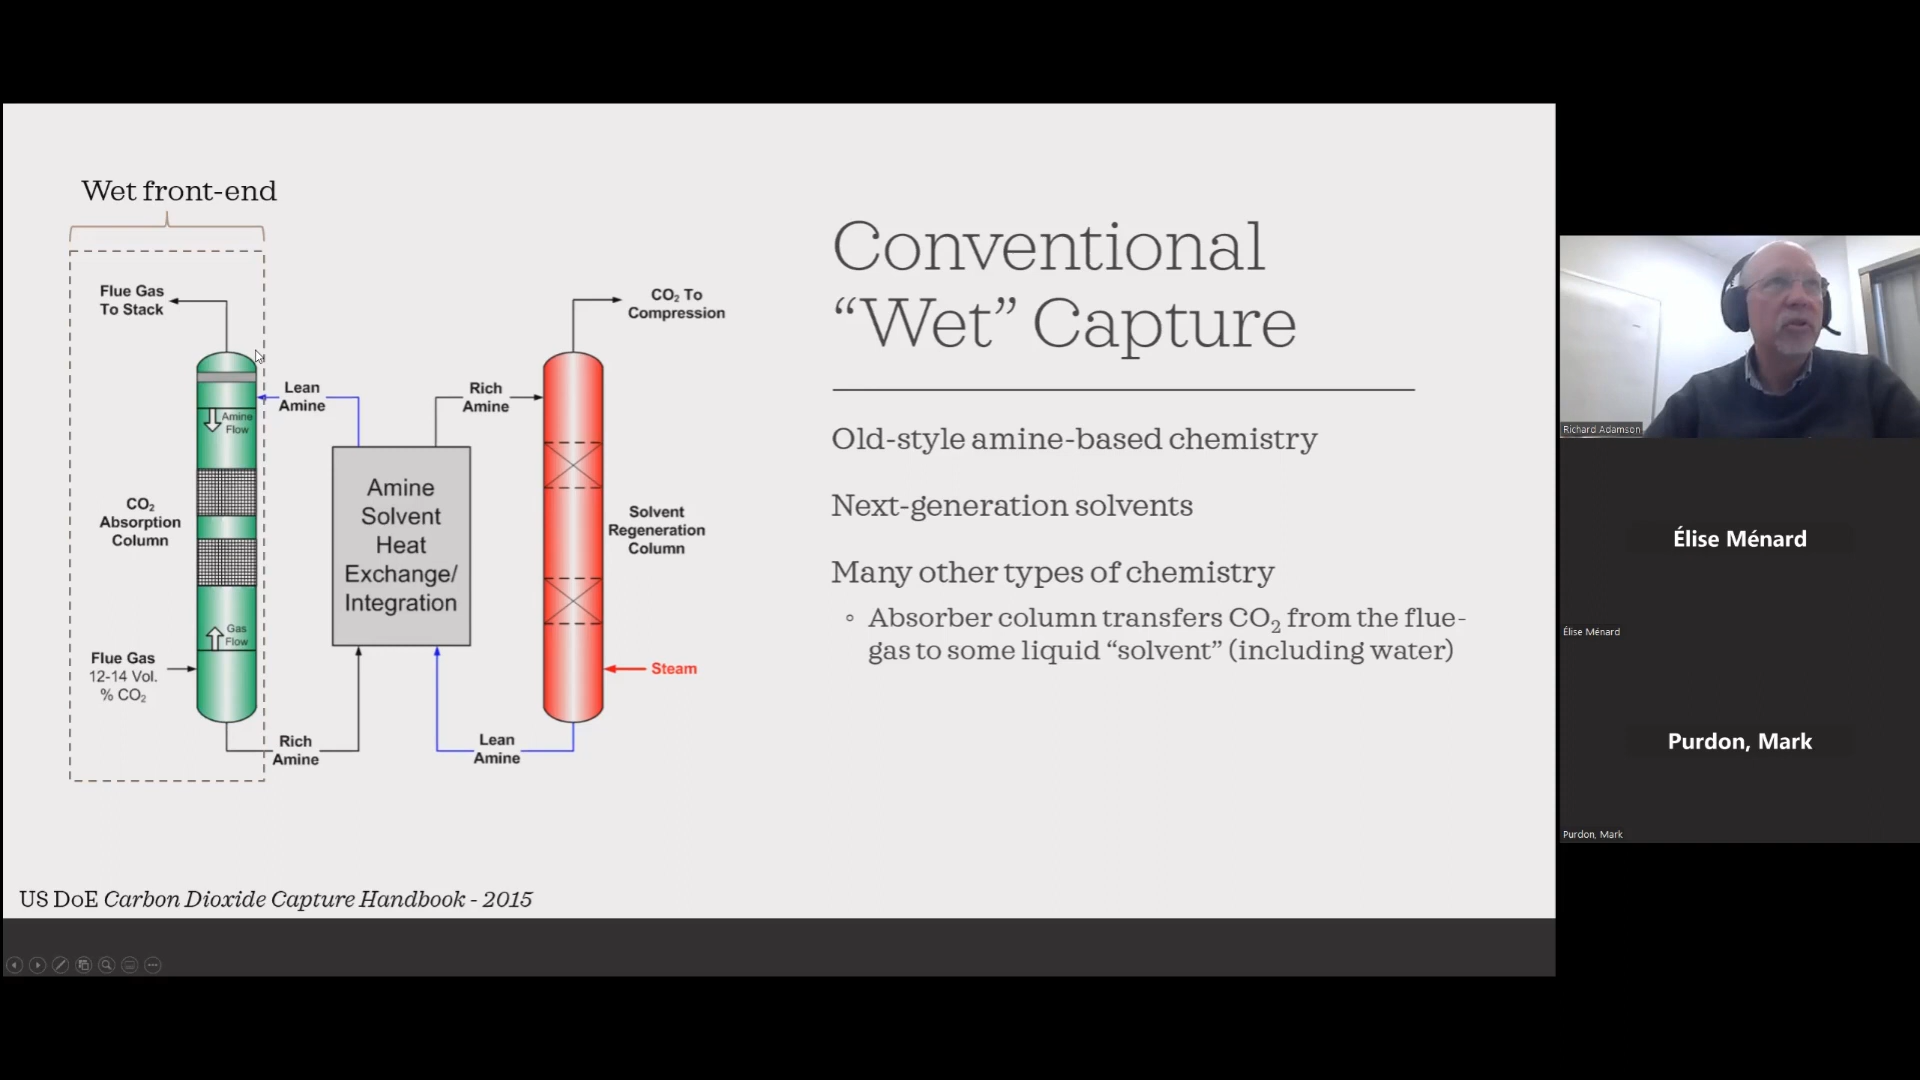 Wet front-end
Flue Gas
To Stack
CO₂ To
Compression
Lean
Amine
Rich
Amine
Amine
Flow
Amine
Solvent
Heat
Exchange/
Integration
CO₂
Absorption
Column
Solvent
Regeneration
Column
Gas
Flow
Flue Gas
12-14 Vol.
% CO₂
Steam
Rich
Amine
Lean
Amine
US DoE Carbon Dioxide Capture Handbook - 2015
Conventional
“Wet” Capture
Old-style amine-based chemistry
Next-generation solvents
Many other types of chemistry
◦ Absorber column transfers CO₂ from the flue-
gas to some liquid “solvent” (including water)
Richard Adamson
Élise Ménard
Élise Ménard
Purdon, Mark
Purdon, Mark